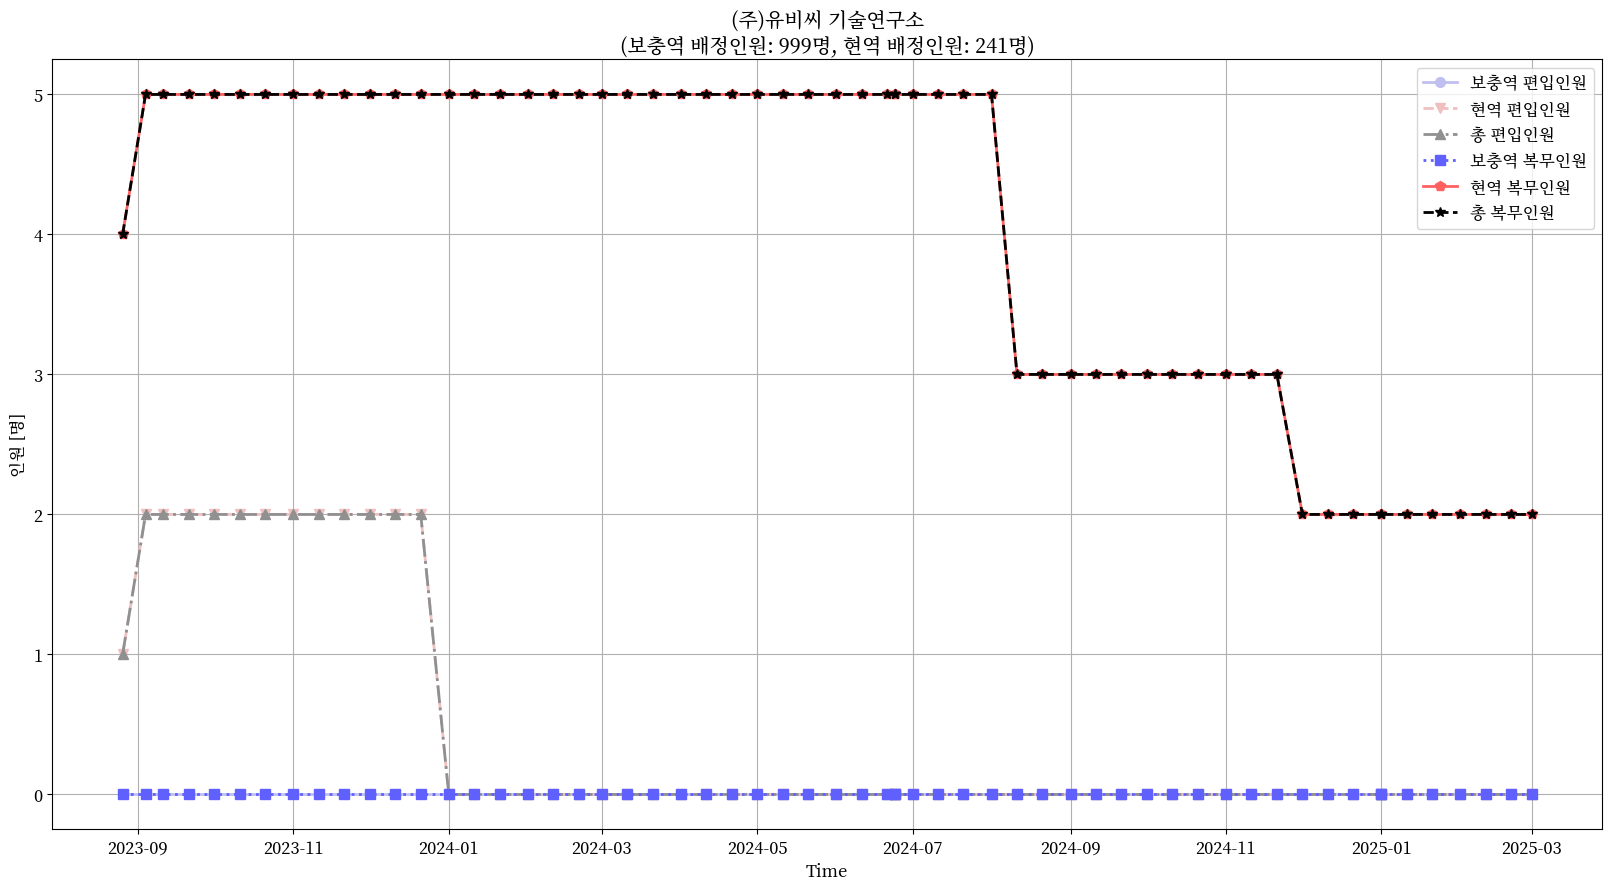 (주)유비씨 기술연구소
(보충역 배정인원: 999명, 현역 배정인원: 241명)
보충역 편입인원
현역 편입인원
총 편입인원
보충역 복무인원
현역 복무인원
총 복무인원
인원 [명]
5
4
3
2
1
0
2023-09 2023-11 2024-01 2024-03 2024-05 2024-07 2024-09 2024-11 2025-01 2025-03
Time